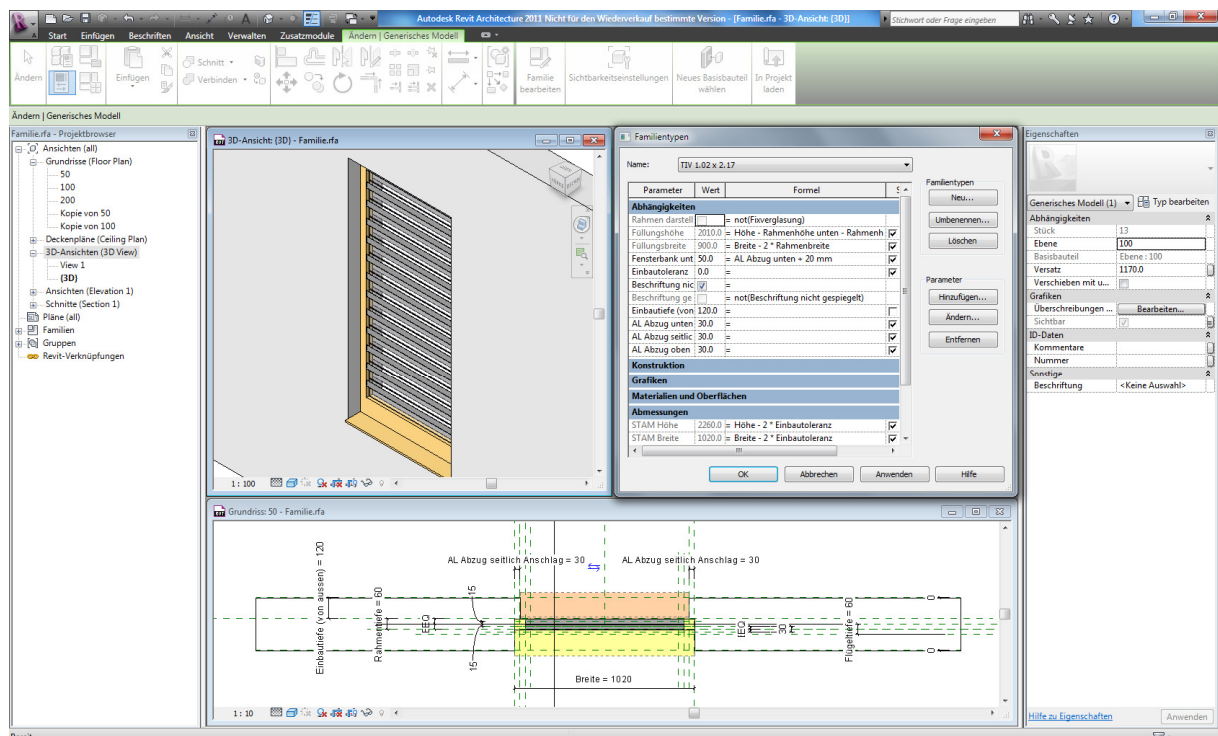 Autodesk Revit Architecture 2011 Nicht für den Wiederverkauf bestimmte Version - [Familie.rfa - 3D-Ansicht: {3D}]
Stichwort oder Frage eingeben
Start Einfügen Beschriften Ansicht Verwalten Zusatzmodule Ändern | Generisches Modell
Ändern
Einfügen
Schnitt
Verbinden
Familie bearbeiten
Sichtbarkeitseinstellungen
Neues Basisbauteil wählen
In Projekt laden
Ändern | Generisches Modell
Familie.rfa - Projektbrowser
Ansichten (all)
Grundrisse (Floor Plan)
50
100
200
Kopie von 50
Kopie von 100
Deckenpläne (Ceiling Plan)
3D-Ansichten (3D View)
View 1
{3D}
Ansichten (Elevation 1)
Schnitte (Section 1)
Pläne (all)
Familien
Gruppen
Revit-Verknüpfungen
3D-Ansicht: {3D} - Familie.rfa
1 : 100
Familientypen
Name: TIV 1.02 x 2.17
Parameter Wert Formel
Abhängigkeiten
Rahmen darstell = not(Fixverglasung)
Füllungshöhe 2010.0 = Höhe - Rahmenhöhe unten - Rahmenh
Füllungsbreite 900.0 = Breite - 2 * Rahmenbreite
Fensterbank unt 50.0 = AL Abzug unten + 20 mm
Einbautoleranz 0.0 =
Beschriftung nic =
Beschriftung ge = not(Beschriftung nicht gespiegelt)
Einbautiefe (von 120.0 =
AL Abzug unten 30.0 =
AL Abzug seitlic 30.0 =
AL Abzug oben 30.0 =
Konstruktion
Grafiken
Materialien und Oberflächen
Abmessungen
STAM Höhe 2260.0 = Höhe - 2 * Einbautoleranz
STAM Breite 1020.0 = Breite - 2 * Einbautoleranz
Familientypen
Neu...
Umbenennen...
Löschen
Parameter
Hinzufügen...
Ändern...
Entfernen
OK Abbrechen Anwenden Hilfe
Eigenschaften
Generisches Modell (1) Typ bearbeiten
Abhängigkeiten
Stück 13
Ebene 100
Basisbauteil Ebene : 100
Versatz 1170.0
Verschieben mit u...
Grafiken
Überschreibungen ... Bearbeiten...
Sichtbar
ID-Daten
Kommentare
Nummer
Sonstige
Beschriftung <Keine Auswahl>
Hilfe zu Eigenschaften
Anwenden
Grundriss: 50 - Familie.rfa
AL Abzug seitlich Anschlag = 30
AL Abzug seitlich Anschlag = 30
Einbautiefe (von aussen) = 120
Rahmentiefe = 60
EEQ
15
15
EEQ
30
Flügeltiefe = 60
0
0
Breite = 1020
1 : 10
Bereit